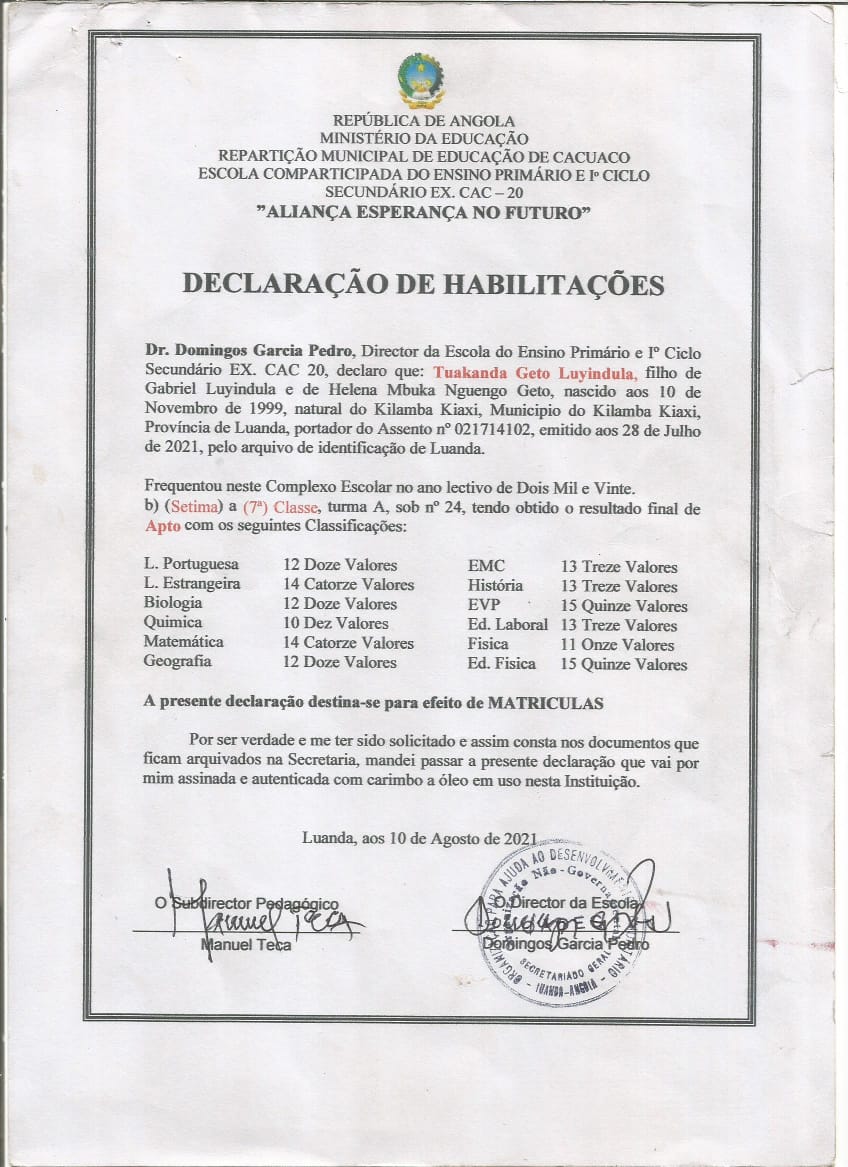 REPÚBLICA DE ANGOLA
MINISTÉRIO DA EDUCAÇÃO
REPARTIÇÃO MUNICIPAL DE EDUCAÇÃO DE CACUACO
ESCOLA COMPARTICIPADA DO ENSINO PRIMÁRIO E Iº CICLO
SECUNDÁRIO EX. CAC – 20
”ALIANÇA ESPERANÇA NO FUTURO”
DECLARAÇÃO DE HABILITAÇÕES
Dr. Domingos Garcia Pedro, Director da Escola do Ensino Primário e Iº Ciclo
Secundário EX. CAC 20, declaro que: Tuakanda Geto Luyindula, filho de
Gabriel Luyindula e de Helena Mbuka Nguengo Geto, nascido aos 10 de
Novembro de 1999, natural do Kilamba Kiaxi, Municipio do Kilamba Kiaxi,
Província de Luanda, portador do Assento nº 021714102, emitido aos 28 de Julho
de 2021, pelo arquivo de identificação de Luanda.
Frequentou neste Complexo Escolar no ano lectivo de Dois Mil e Vinte.
b) (Setima) a (7ª) Classe, turma A, sob nº 24, tendo obtido o resultado final de
Apto com os seguintes Classificações:
L. Portuguesa 12 Doze Valores EMC 13 Treze Valores
L. Estrangeira 14 Catorze Valores História 13 Treze Valores
Biologia 12 Doze Valores EVP 15 Quinze Valores
Quimica 10 Dez Valores Ed. Laboral 13 Treze Valores
Matemática 14 Catorze Valores Fisica 11 Onze Valores
Geografia 12 Doze Valores Ed. Fisica 15 Quinze Valores
A presente declaração destina-se para efeito de MATRICULAS
Por ser verdade e me ter sido solicitado e assim consta nos documentos que
ficam arquivados na Secretaria, mandei passar a presente declaração que vai por
mim assinada e autenticada com carimbo a óleo em uso nesta Instituição.
Luanda, aos 10 de Agosto de 2021
O Subdirector Pedagógico
Manuel Teca
Manuel Teca
O Director da Escola
Domingos Garcia Pedro
PARA AJUDA AO
Não-Governa
SECRETARIADO GERAL
LUANDA-ANGOLA